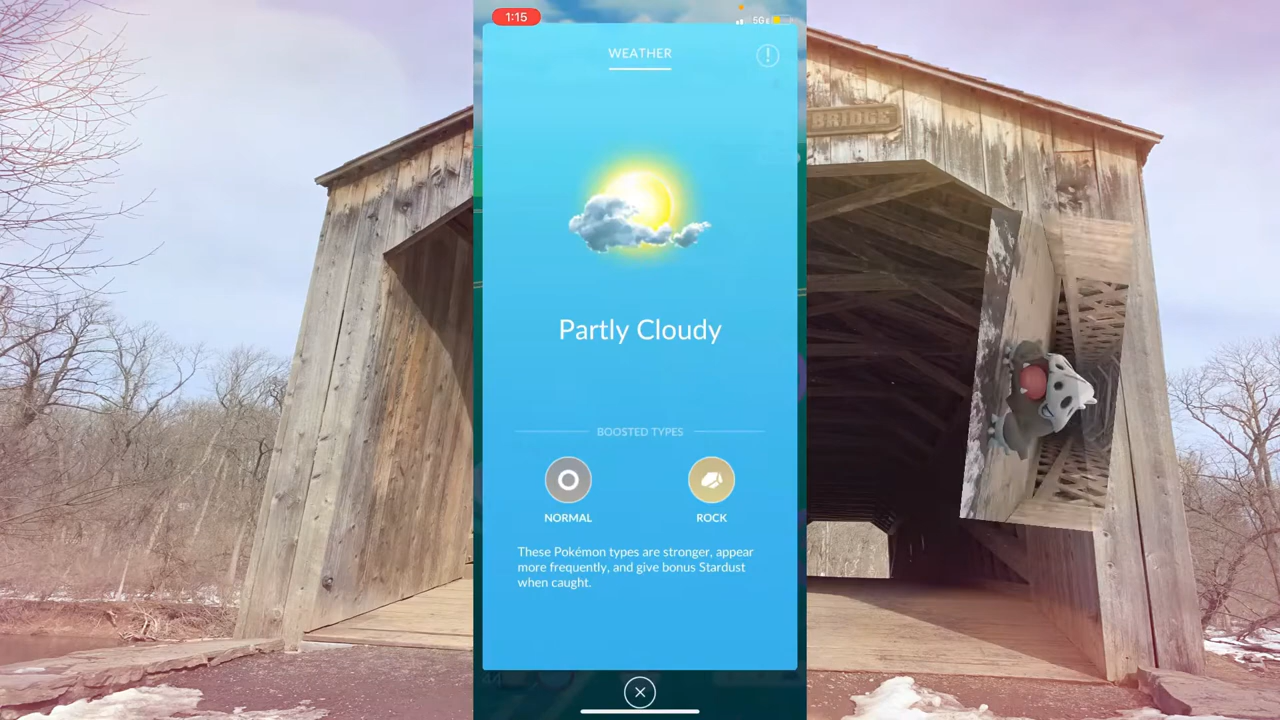 1:15
5G
WEATHER
BRIDGE
Partly Cloudy
BOOSTED TYPES
NORMAL
ROCK
These Pokémon types are stronger, appear
more frequently, and give bonus Stardust
when caught.
44